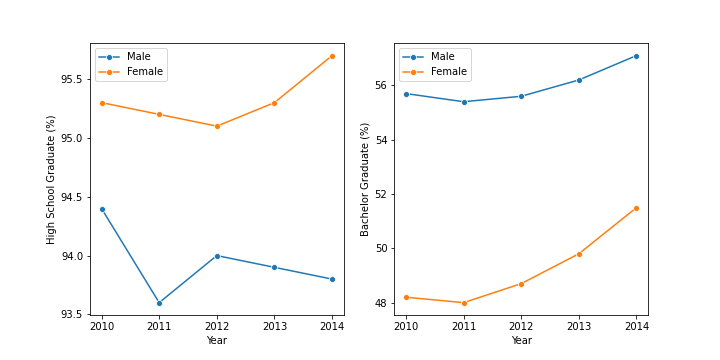 Male
Female
95.5
95.0
94.5
94.0
93.5
High School Graduate (%)
2010 2011 2012 2013 2014
Year
Male
Female
56
54
52
50
48
Bachelor Graduate (%)
2010 2011 2012 2013 2014
Year